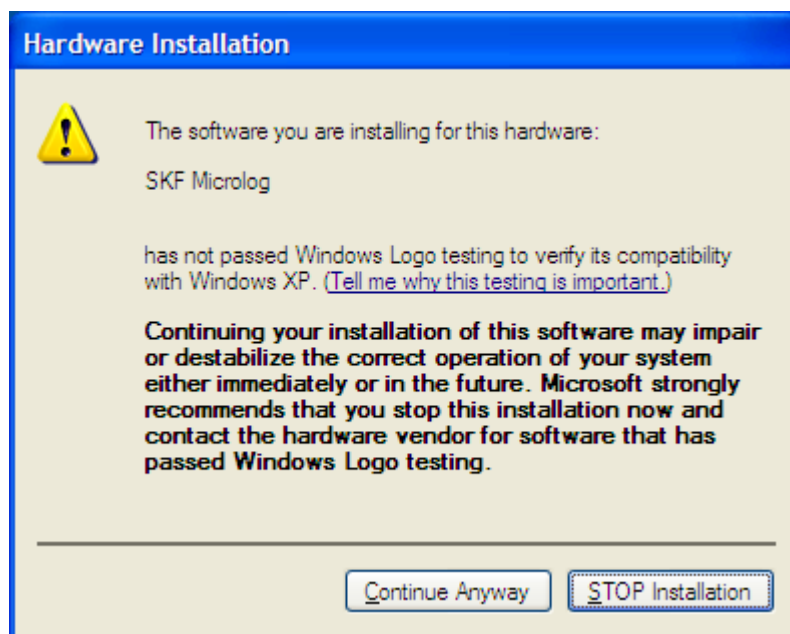 Hardware Installation
The software you are installing for this hardware:
SKF Microlog
has not passed Windows Logo testing to verify its compatibility
with Windows XP. (Tell me why this testing is important.)
Continuing your installation of this software may impair
or destabilize the correct operation of your system
either immediately or in the future. Microsoft strongly
recommends that you stop this installation now and
contact the hardware vendor for software that has
passed Windows Logo testing.
Continue Anyway
STOP Installation